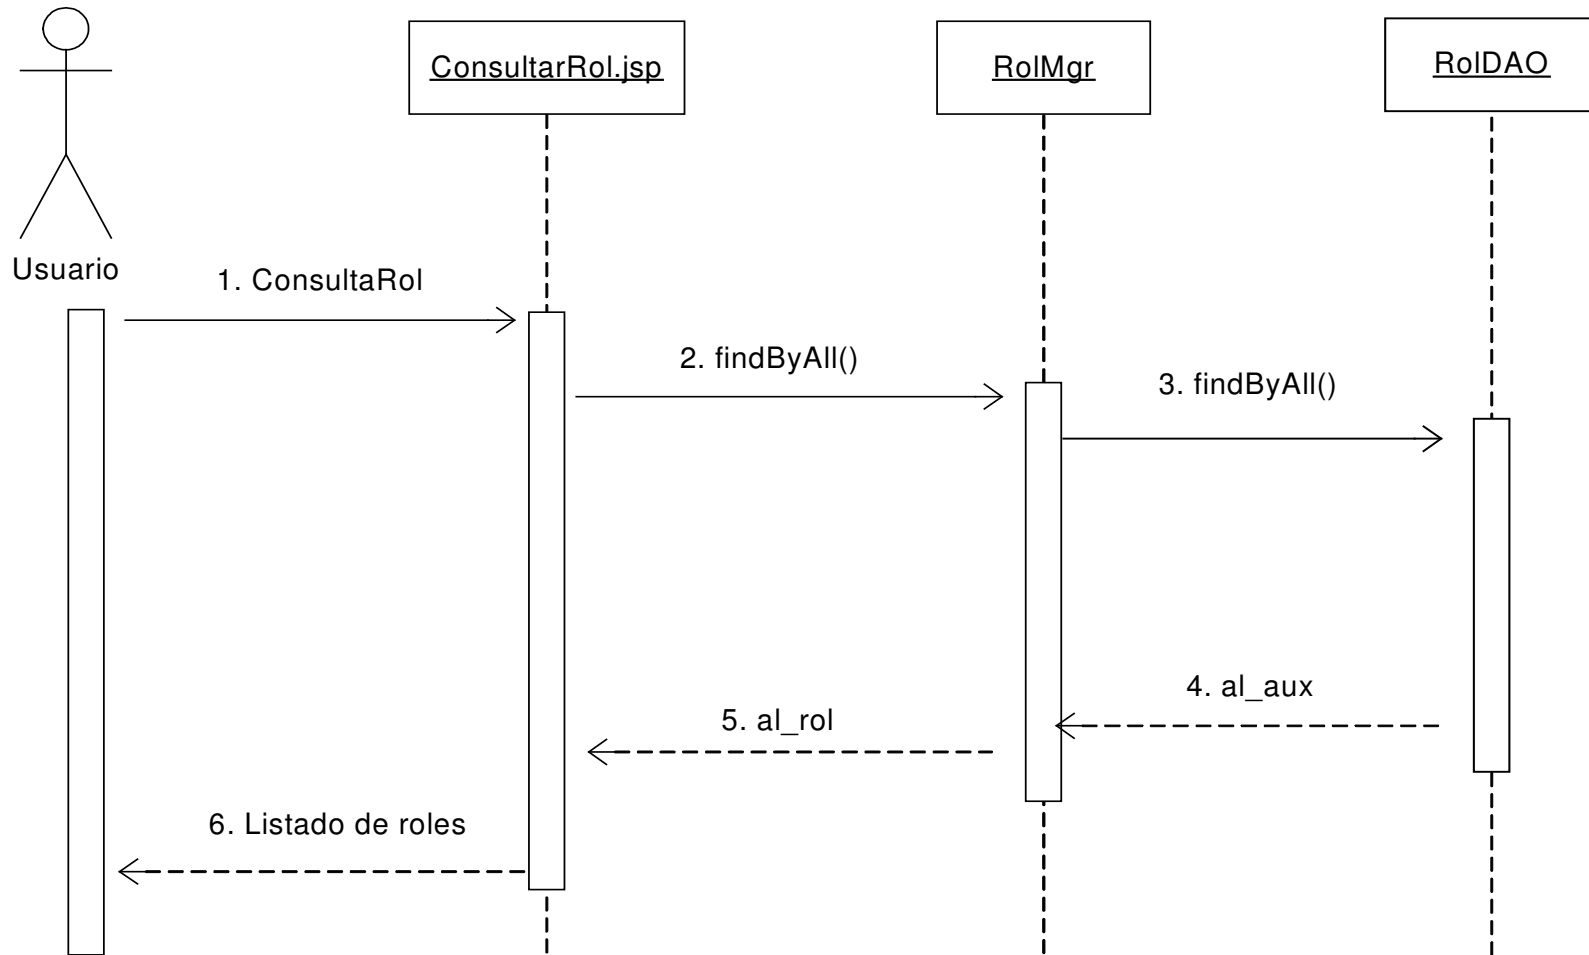 ConsultarRol.jsp
RolMgr
RolDAO
Usuario
1. ConsultaRol
2. findByAll()
3. findByAll()
4. al_aux
5. al_rol
6. Listado de roles